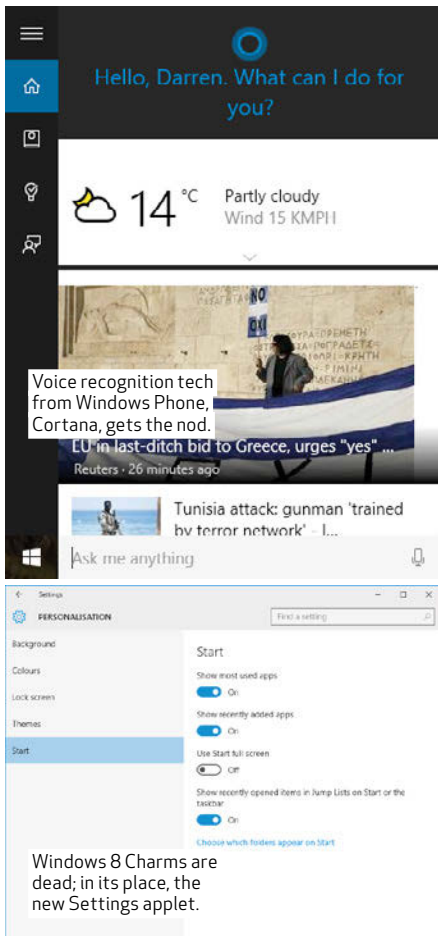 Hello, Darren. What can I do for
you?
14 °C
Partly cloudy
Wind 15 KMPH
NO
OXI
Voice recognition tech
from Windows Phone,
Cortana, gets the nod.
EU in last-ditch bid to Greece, urges "yes" ...
Reuters · 26 minutes ago
Tunisia attack: gunman 'trained
by terror network' - I...
Ask me anything
Settings
PERSONALISATION
Find a setting
Background
Colours
Lock screen
Themes
Start
Start
Show most used apps
On
Show recently added apps
On
Use Start full screen
Off
Show recently opened items in Jump Lists on Start or the
taskbar
On
Choose which folders appear on Start
Windows 8 Charms are
dead; in its place, the
new Settings applet.